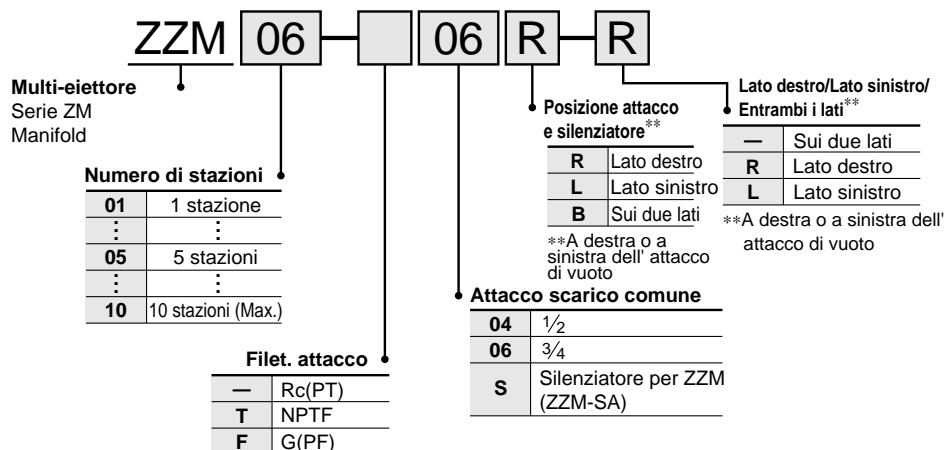 ZZM 06 — 06 R — R
Multi-eiettore
Serie ZM
Manifold
Numero di stazioni
01 1 stazione
⋮ ⋮
05 5 stazioni
⋮ ⋮
10 10 stazioni (Max.)
Filet. attacco
— Rc(PT)
T NPTF
F G(PF)
Attacco scarico comune
04 1/2
06 3/4
S Silenziatore per ZZM
(ZZM-SA)
Posizione attacco
e silenziatore**
R Lato destro
L Lato sinistro
B Sui due lati
**A destra o a
sinistra dell' attacco
di vuoto
Lato destro/Lato sinistro/
Entrambi i lati**
— Sui due lati
R Lato destro
L Lato sinistro
**A destra o a sinistra dell'
attacco di vuoto